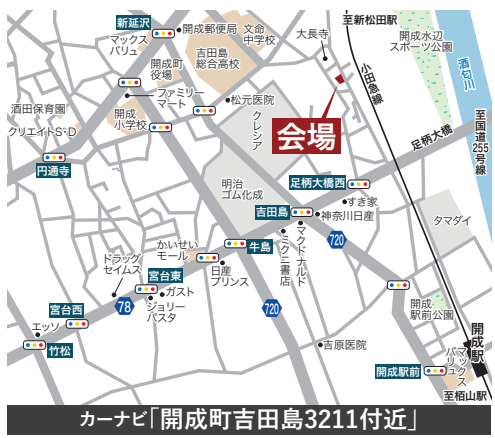 新延沢
マックス
バリュ
開成郵便局
吉田島
総合高校
文命
中学校
大長寺
至新松田駅
開成水辺
スポーツ公園
酒匂川
小田急線
至国道255号線
開成町
役場
ファミリー
マート
松元医院
酒田保育園
クリエイトS・D
開成
小学校
クレシア
会場
足柄大橋
円通寺
明治
ゴム化成
足柄大橋西
すき家
吉田島
神奈川日産
タマダイ
マクドナルド
ミクニ書店
720
牛島
かいせい
モール
日産
プリンス
ドラッグ
セイムス
宮台東
ガスト
ジョリー
パスタ
78
720
宮台西
エッソ
竹松
開成
駅前公園
開成駅
吉原医院
マックス
バリュ
開成駅前
至栢山駅
カーナビ「開成町吉田島3211付近」